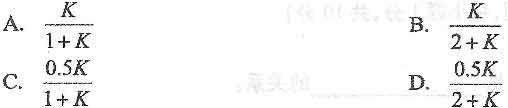 A. K/(1+K) B. K/(2+K)
C. 0.5K/(1+K) D. 0.5K/(2+K)